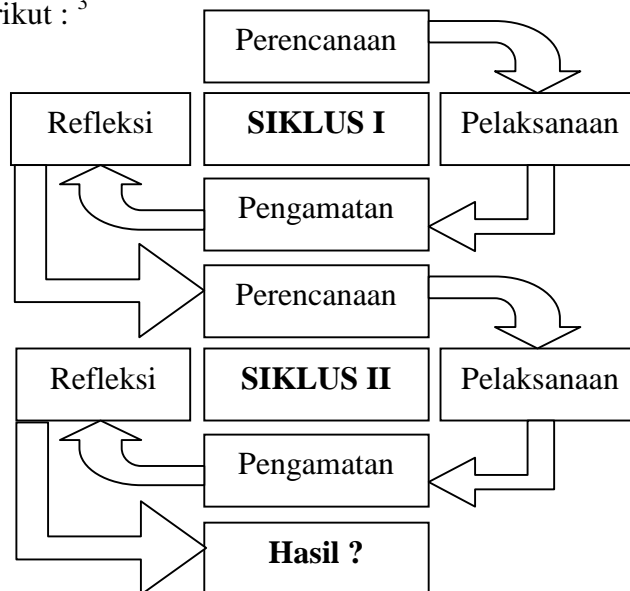 rikut : 3
Perencanaan
Refleksi SIKLUS I Pelaksanaan
Pengamatan
Perencanaan
Refleksi SIKLUS II Pelaksanaan
Pengamatan
Hasil ?